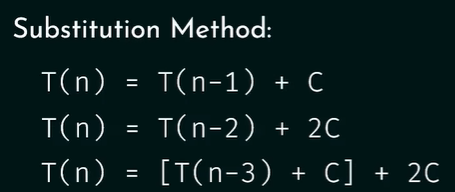 Substitution Method:
T(n) = T(n-1) + C
T(n) = T(n-2) + 2C
T(n) = [T(n-3) + C] + 2C